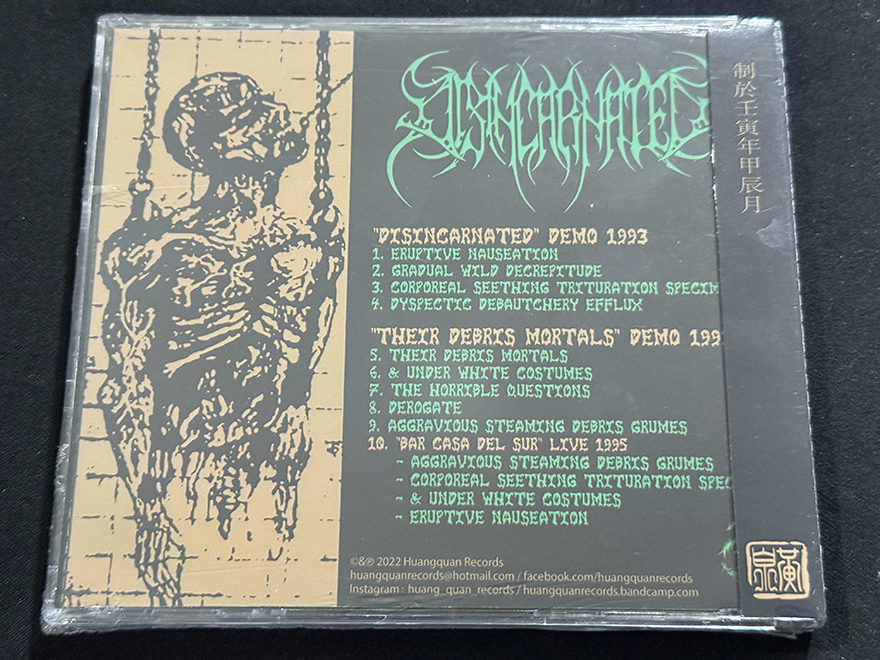 DISINCARNATED
"DISINCARNATED" DEMO 1993
1. ERUPTIVE NAUSEATION
2. GRADUAL WILD DECREPITUDE
3. CORPOREAL SEETHING TRITURATION SPECIM
4. DYSPECTIC DEBAUTCHERY EFFLUX
"THEIR DEBRIS MORTALS" DEMO 199
5. THEIR DEBRIS MORTALS
6. & UNDER WHITE COSTUMES
7. THE HORRIBLE QUESTIONS
8. DEROGATE
9. AGGRAVIOUS STEAMING DEBRIS GRUMES
10. "BAR CASA DEL SUR" LIVE 1995
- AGGRAVIOUS STEAMING DEBRIS GRUMES
- CORPOREAL SEETHING TRITURATION SPEC
- & UNDER WHITE COSTUMES
- ERUPTIVE NAUSEATION
©&℗ 2022 Huangquan Records
huangquanrecords@hotmail.com / facebook.com/huangquanrecords
Instagram : huang_quan_records / huangquanrecords.bandcamp.com
制於壬寅年甲辰月
黃泉